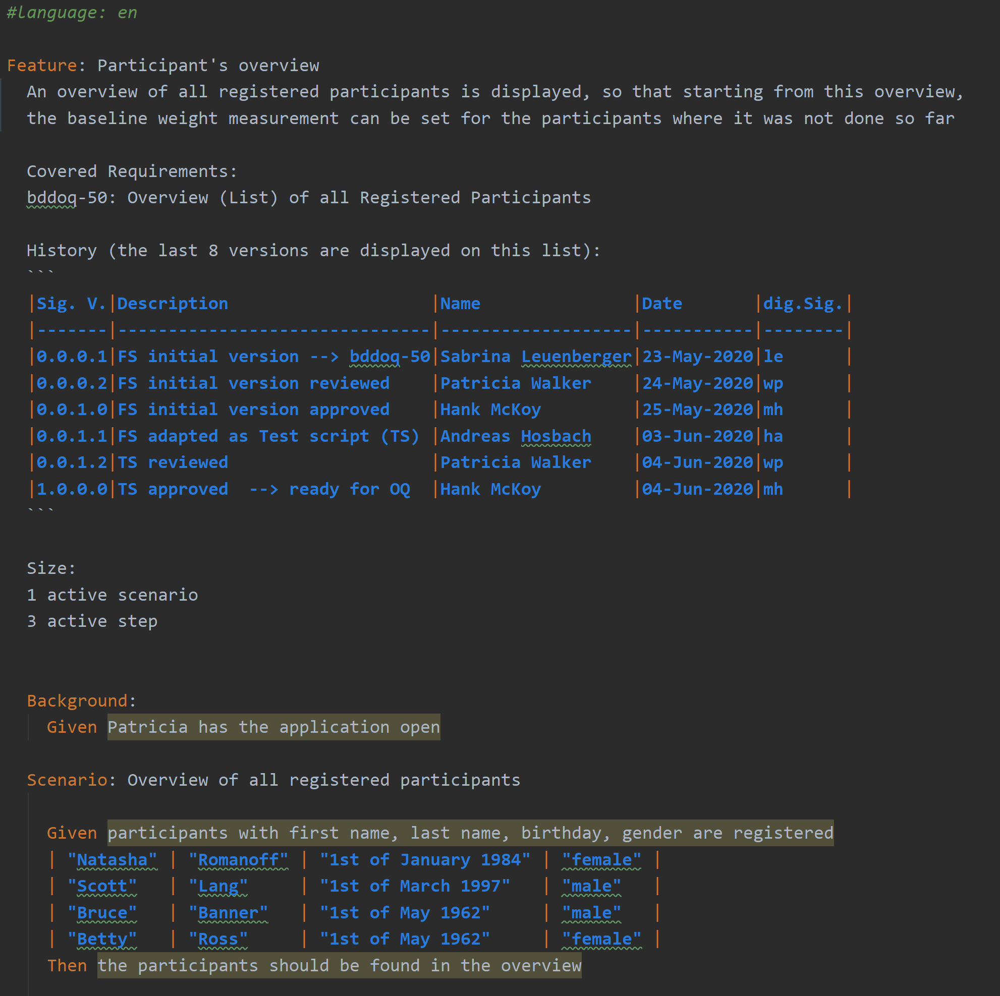 #language: en
Feature: Participant's overview
An overview of all registered participants is displayed, so that starting from this overview,
the baseline weight measurement can be set for the participants where it was not done so far
Covered Requirements:
bddoq-50: Overview (List) of all Registered Participants
History (the last 8 versions are displayed on this list):
```
|Sig. V.|Description                    |Name               |Date       |dig.Sig.|
|-------|-------------------------------|-------------------|-----------|--------|
|0.0.0.1|FS initial version --> bddoq-50|Sabrina Leuenberger|23-May-2020|le      |
|0.0.0.2|FS initial version reviewed    |Patricia Walker    |24-May-2020|wp      |
|0.0.1.0|FS initial version approved    |Hank McKoy         |25-May-2020|mh      |
|0.0.1.1|FS adapted as Test script (TS) |Andreas Hosbach    |03-Jun-2020|ha      |
|0.0.1.2|TS reviewed                    |Patricia Walker    |04-Jun-2020|wp      |
|1.0.0.0|TS approved  --> ready for OQ  |Hank McKoy         |04-Jun-2020|mh      |
```
Size:
1 active scenario
3 active step
Background:
Given Patricia has the application open
Scenario: Overview of all registered participants
Given participants with first name, last name, birthday, gender are registered
| "Natasha" | "Romanoff" | "1st of January 1984" | "female" |
| "Scott"   | "Lang"     | "1st of March 1997"   | "male"   |
| "Bruce"   | "Banner"   | "1st of May 1962"     | "male"   |
| "Betty"   | "Ross"     | "1st of May 1962"     | "female" |
Then the participants should be found in the overview